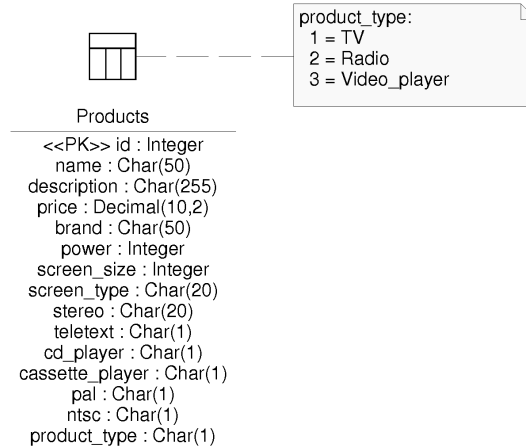 product_type:
1 = TV
2 = Radio
3 = Video_player
Products
<<PK>> id : Integer
name : Char(50)
description : Char(255)
price : Decimal(10,2)
brand : Char(50)
power : Integer
screen_size : Integer
screen_type : Char(20)
stereo : Char(20)
teletext : Char(1)
cd_player : Char(1)
cassette_player : Char(1)
pal : Char(1)
ntsc : Char(1)
product_type : Char(1)